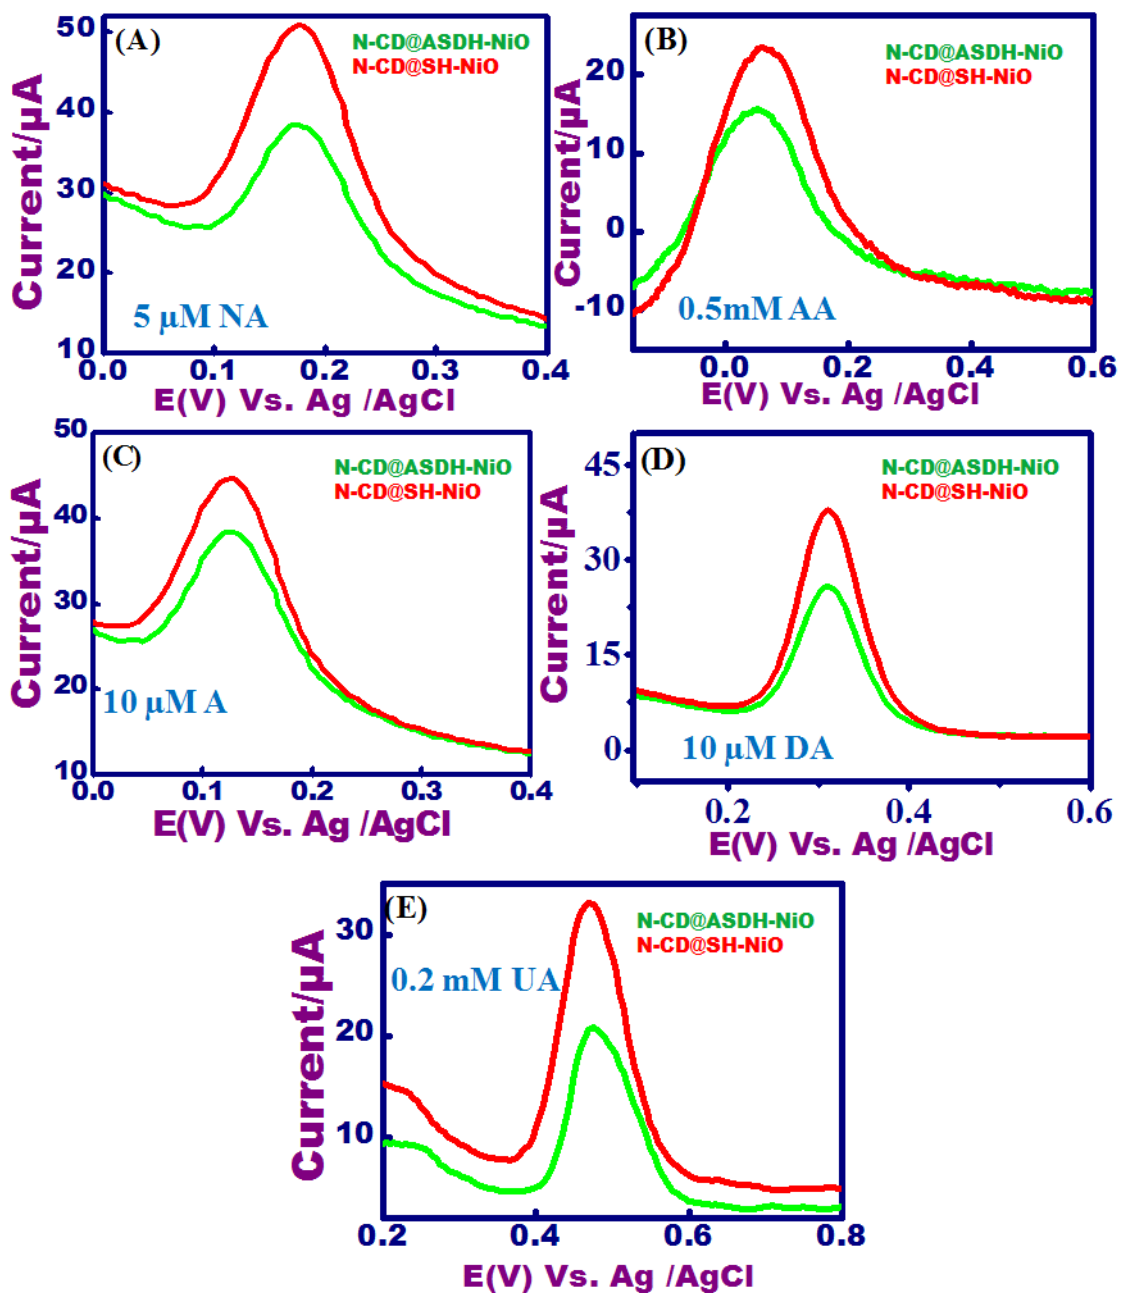 (A)
N-CD@ASDH-NiO
N-CD@SH-NiO
50
40
30
20
10
Current/µA
5 µM NA
0.0 0.1 0.2 0.3 0.4
E(V) Vs. Ag /AgCl
(B)
N-CD@ASDH-NiO
N-CD@SH-NiO
20
10
0
-10
Current/µA
0.5mM AA
0.0 0.2 0.4 0.6
E(V) Vs. Ag /AgCl
(C)
N-CD@ASDH-NiO
N-CD@SH-NiO
50
40
30
20
10
Current/µA
10 µM A
0.0 0.1 0.2 0.3 0.4
E(V) Vs. Ag /AgCl
(D)
N-CD@ASDH-NiO
N-CD@SH-NiO
45
30
15
0
Current/µA
10 µM DA
0.2 0.4 0.6
E(V) Vs. Ag /AgCl
(E)
N-CD@ASDH-NiO
N-CD@SH-NiO
30
20
10
Current/µA
0.2 mM UA
0.2 0.4 0.6 0.8
E(V) Vs. Ag /AgCl